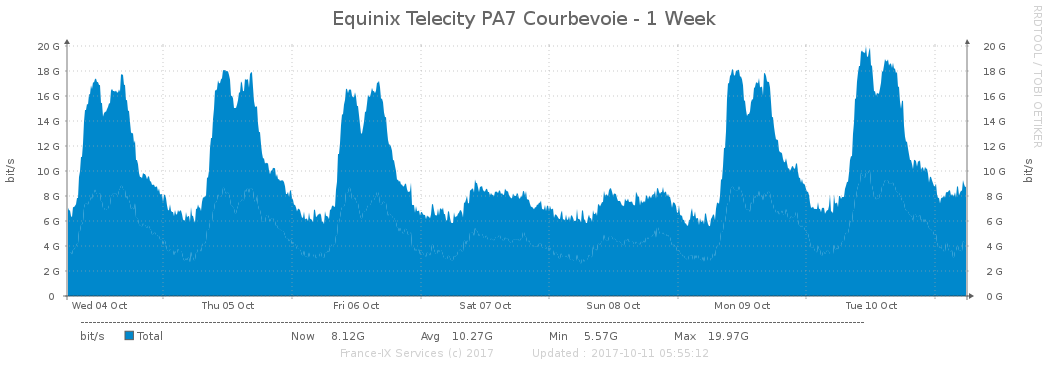 Equinix Telecity PA7 Courbevoie - 1 Week
RRDTOOL / TOBI OETIKER
bit/s
20 G 20 G
18 G 18 G
16 G 16 G
14 G 14 G
12 G 12 G
10 G 10 G
8 G 8 G
6 G 6 G
4 G 4 G
2 G 2 G
0 0 G
bit/s
Wed 04 Oct Thu 05 Oct Fri 06 Oct Sat 07 Oct Sun 08 Oct Mon 09 Oct Tue 10 Oct
bit/s Total Now 8.12G Avg 10.27G Min 5.57G Max 19.97G
France-IX Services (c) 2017 Updated : 2017-10-11 05:55:12